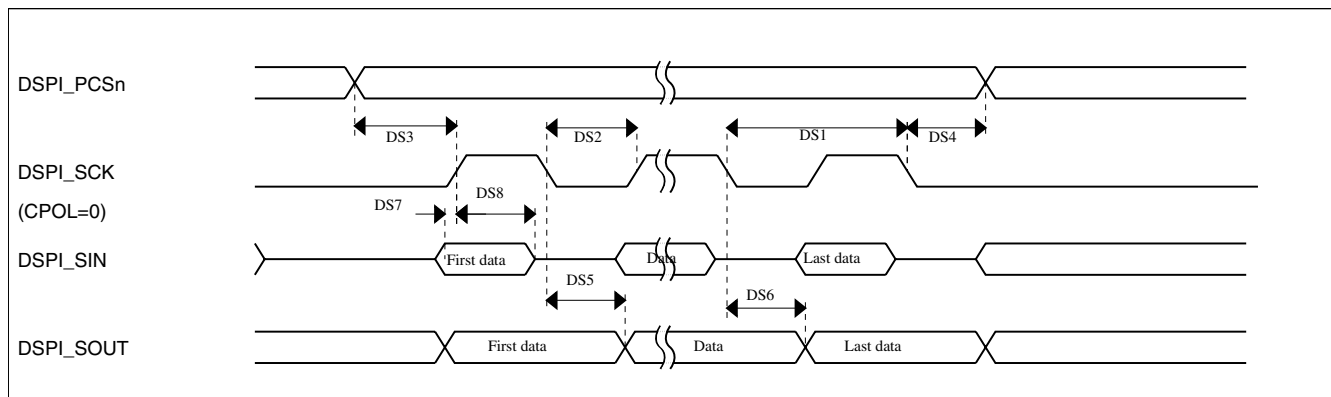 DSPI_PCSn
DS3
DS2
DS1
DS4
DSPI_SCK
(CPOL=0)
DS7
DS8
DSPI_SIN
First data
Data
Last data
DS5
DS6
DSPI_SOUT
First data
Data
Last data